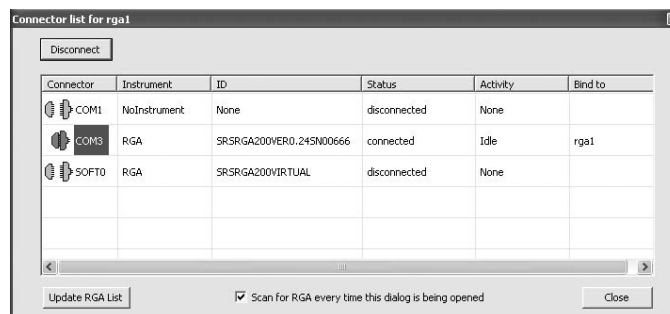 Connector list for rga1
Disconnect
Connector Instrument ID Status Activity Bind to
COM1 NoInstrument None disconnected None
COM3 RGA SRSRGA200VER0.24SN00666 connected Idle rga1
SOFT0 RGA SRSRGA200VIRTUAL disconnected None
Update RGA List Scan for RGA every time this dialog is being opened Close